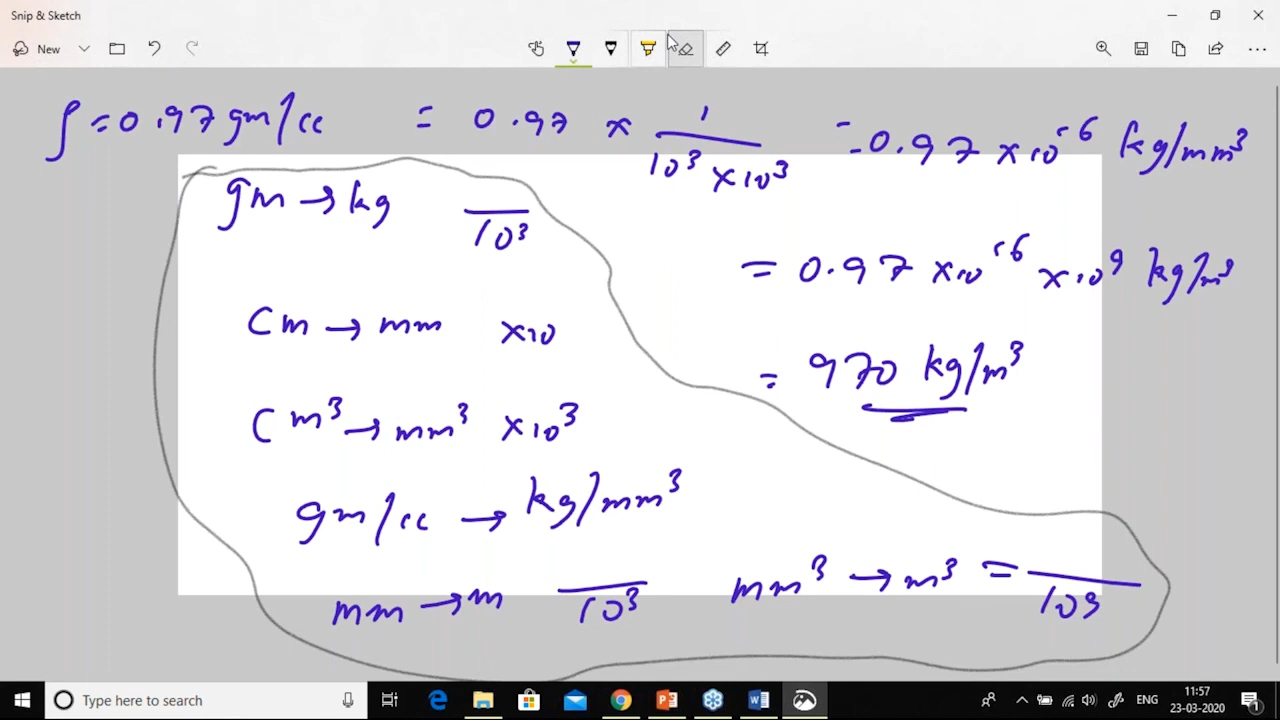 Snip & Sketch
New
ρ = 0.97 gm/cc = 0.97 × 1/(10³ × 10³) = 0.97 × 10⁻⁶ kg/mm³
gm → kg /10³
= 0.97 × 10⁻⁶ × 10⁹ kg/m³
cm → mm ×10
= 970 kg/m³
cm³ → mm³ ×10³
gm/cc → kg/mm³
mm → m /10³ mm³ → m³ = /10⁹
Type here to search
ENG
11:57
23-03-2020
1